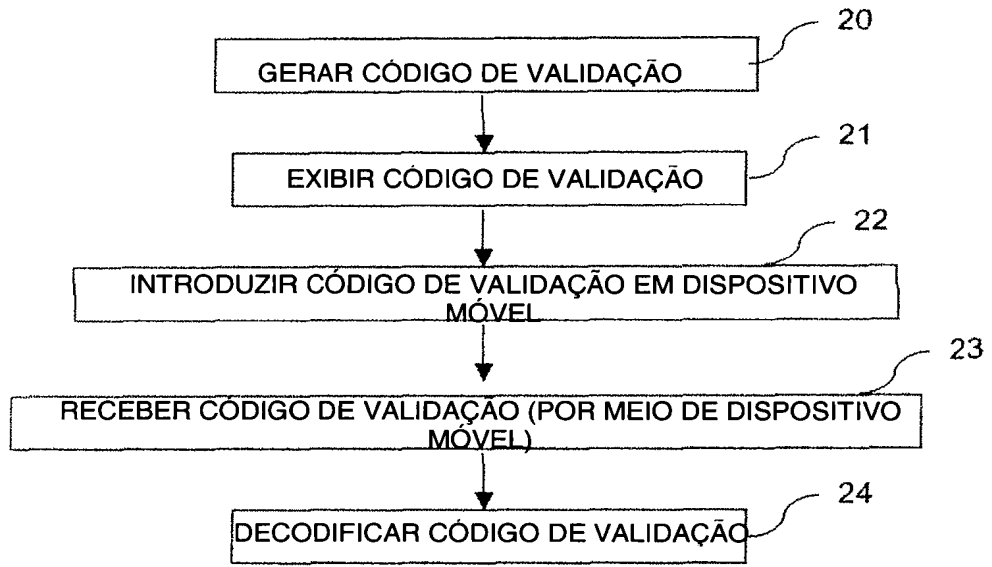 20
GERAR CÓDIGO DE VALIDAÇÃO
21
EXIBIR CÓDIGO DE VALIDAÇÃO
22
INTRODUZIR CÓDIGO DE VALIDAÇÃO EM DISPOSITIVO
MÓVEL
23
RECEBER CÓDIGO DE VALIDAÇÃO (POR MEIO DE DISPOSITIVO
MÓVEL)
24
DECODIFICAR CÓDIGO DE VALIDAÇÃO